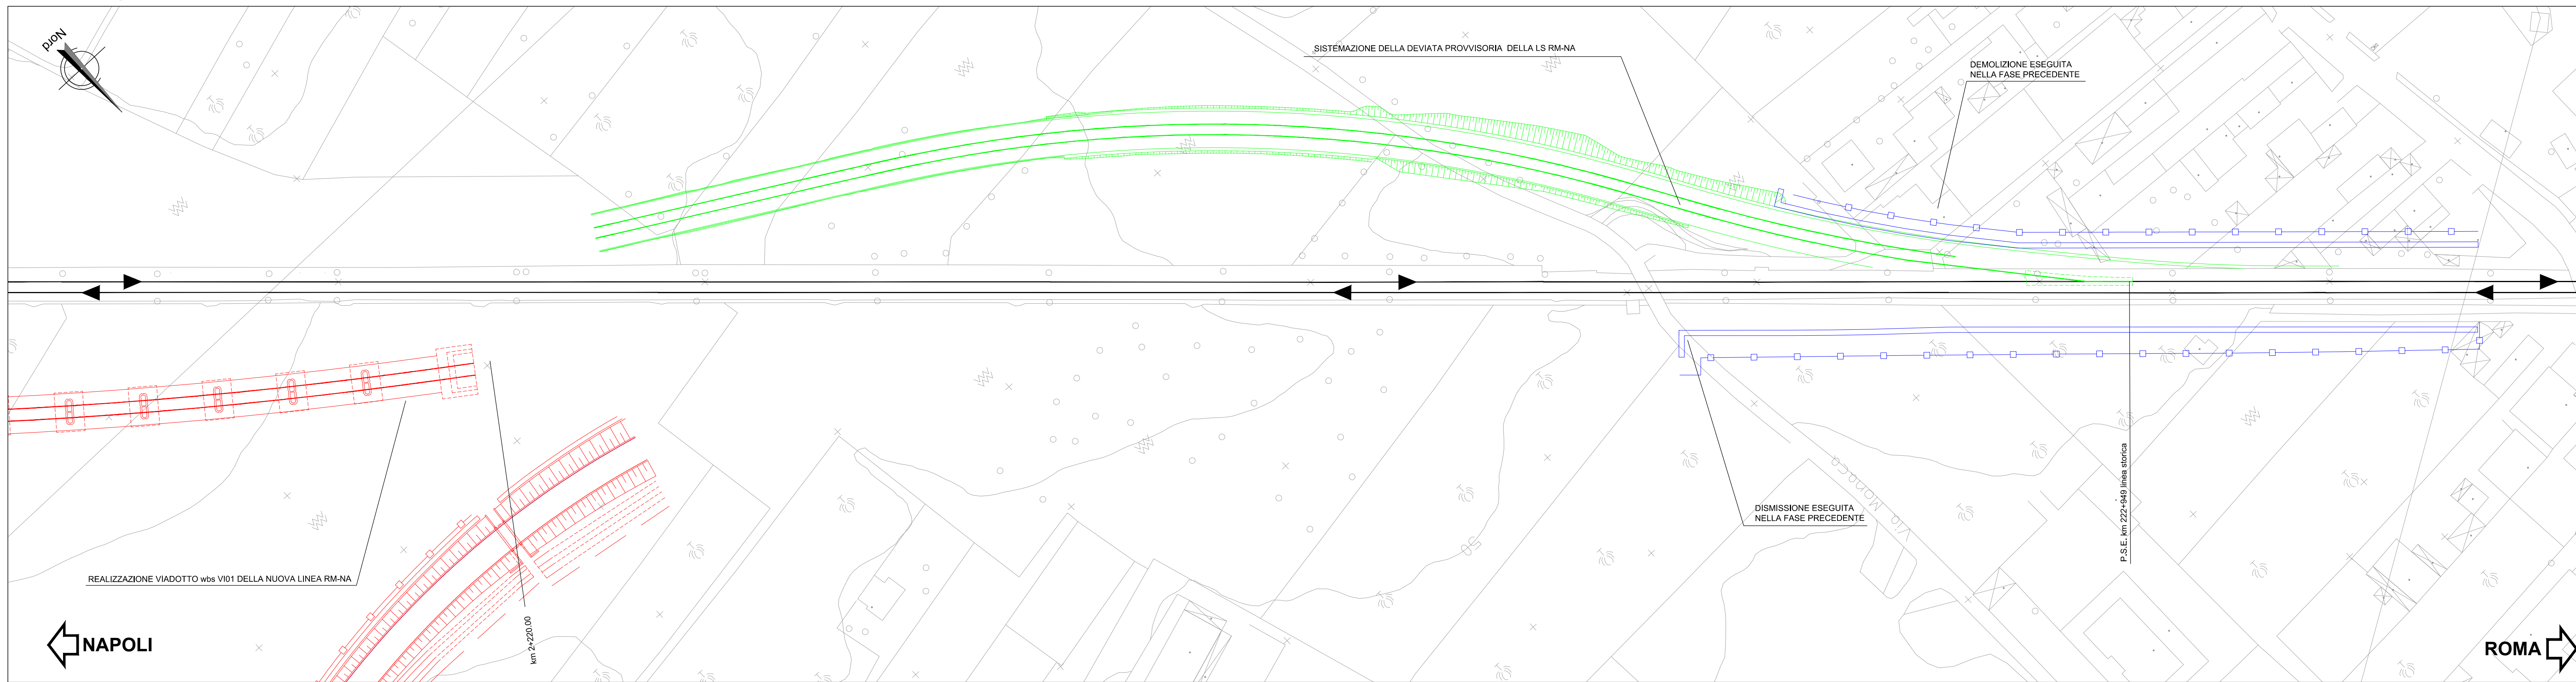 Nord
SISTEMAZIONE DELLA DEVIATA PROVVISORIA DELLA LS RM-NA
DEMOLIZIONE ESEGUITA
NELLA FASE PRECEDENTE
DISMISSIONE ESEGUITA
NELLA FASE PRECEDENTE
Via Monaca
P.S.E. km 222+949 linea storica
REALIZZAZIONE VIADOTTO wbs VI01 DELLA NUOVA LINEA RM-NA
km 2+220.00
NAPOLI
ROMA